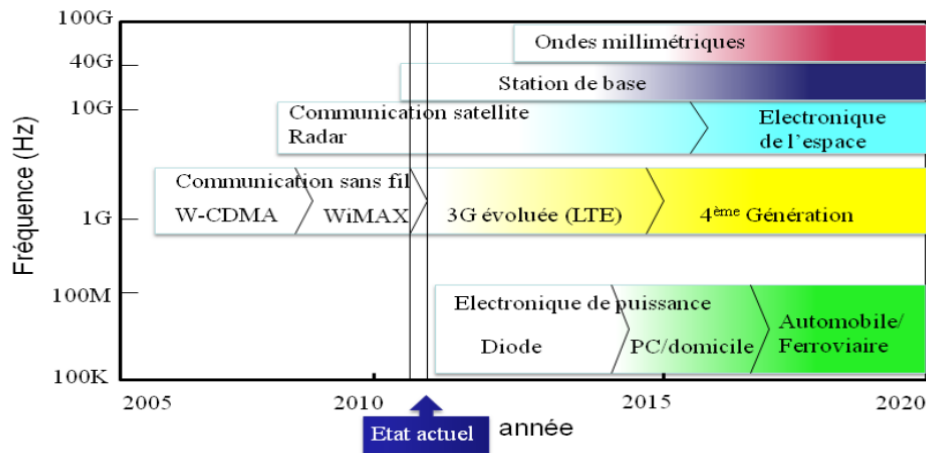 100G
40G
10G
1G
100M
100K
Fréquence (Hz)
Ondes millimétriques
Station de base
Communication satellite
Radar
Electronique
de l'espace
Communication sans fil
W-CDMA
WiMAX
3G évoluée (LTE)
4ème Génération
Electronique de puissance
Diode
PC/domicile
Automobile/
Ferroviaire
2005
2010
2015
2020
Etat actuel
année